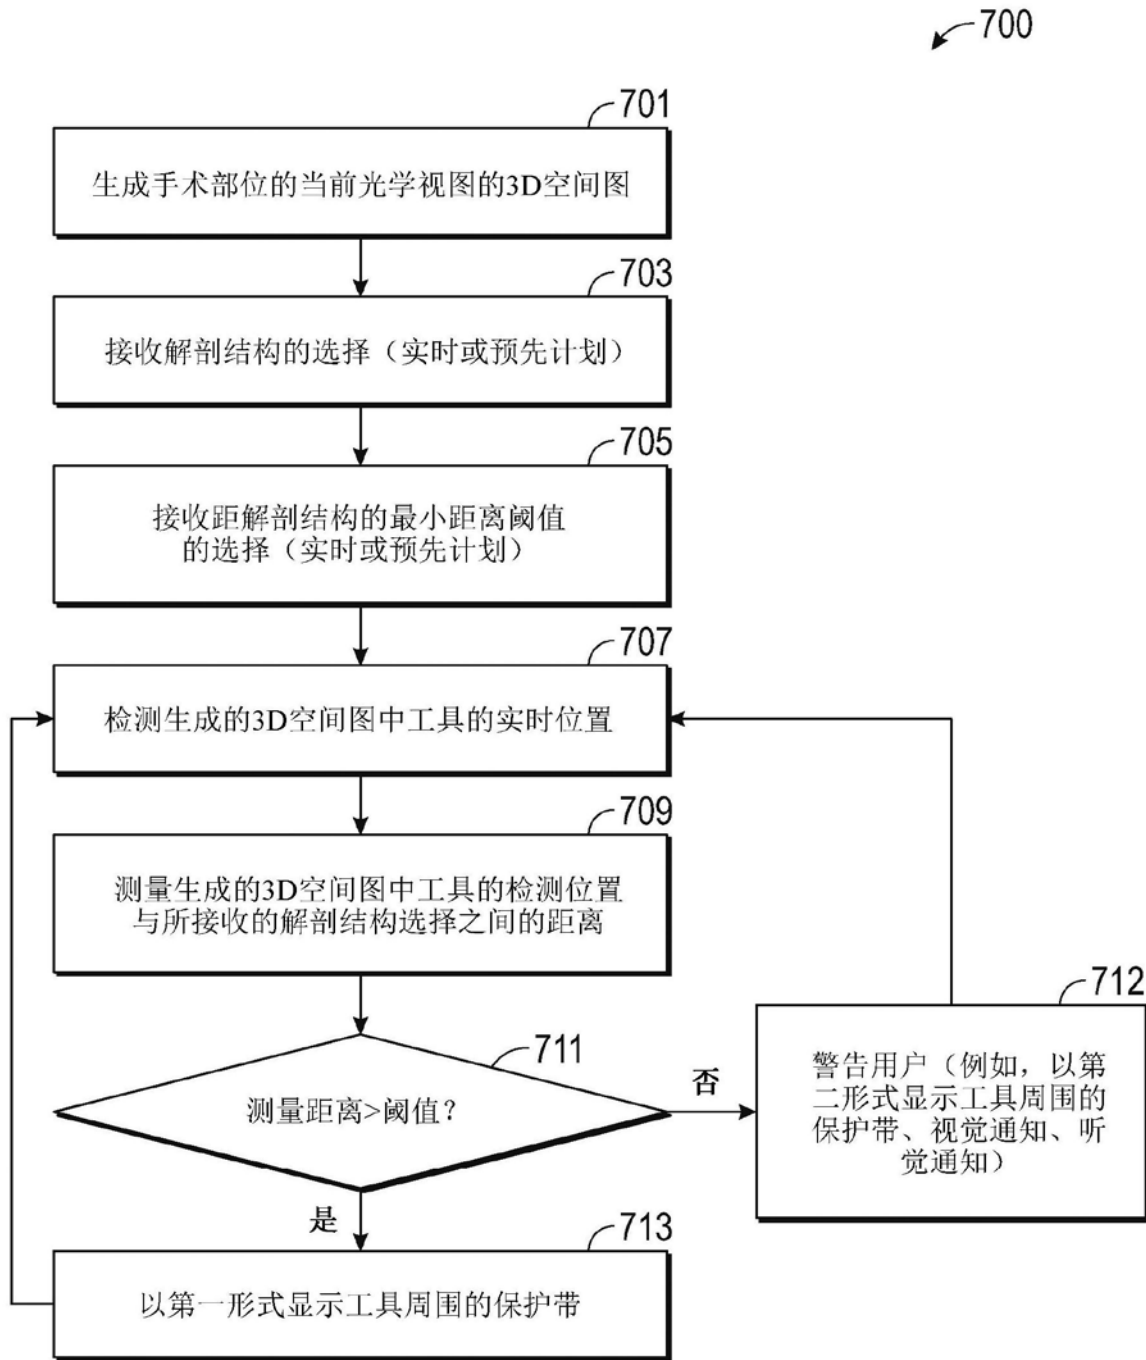 700
701
生成手术部位的当前光学视图的3D空间图
703
接收解剖结构的选择（实时或预先计划）
705
接收距解剖结构的最小距离阈值
的选择（实时或预先计划）
707
检测生成的3D空间图中工具的实时位置
709
测量生成的3D空间图中工具的检测位置
与所接收的解剖结构选择之间的距离
711
测量距离>阈值？
否
712
警告用户（例如，以第
二形式显示工具周围的
保护带、视觉通知、听
觉通知）
是
713
以第一形式显示工具周围的保护带